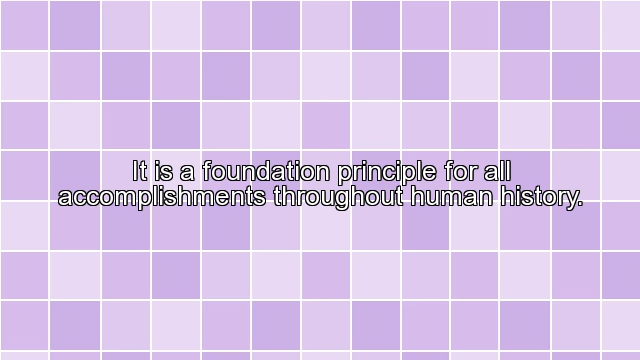 It is a foundation principle for all
accomplishments throughout human history.